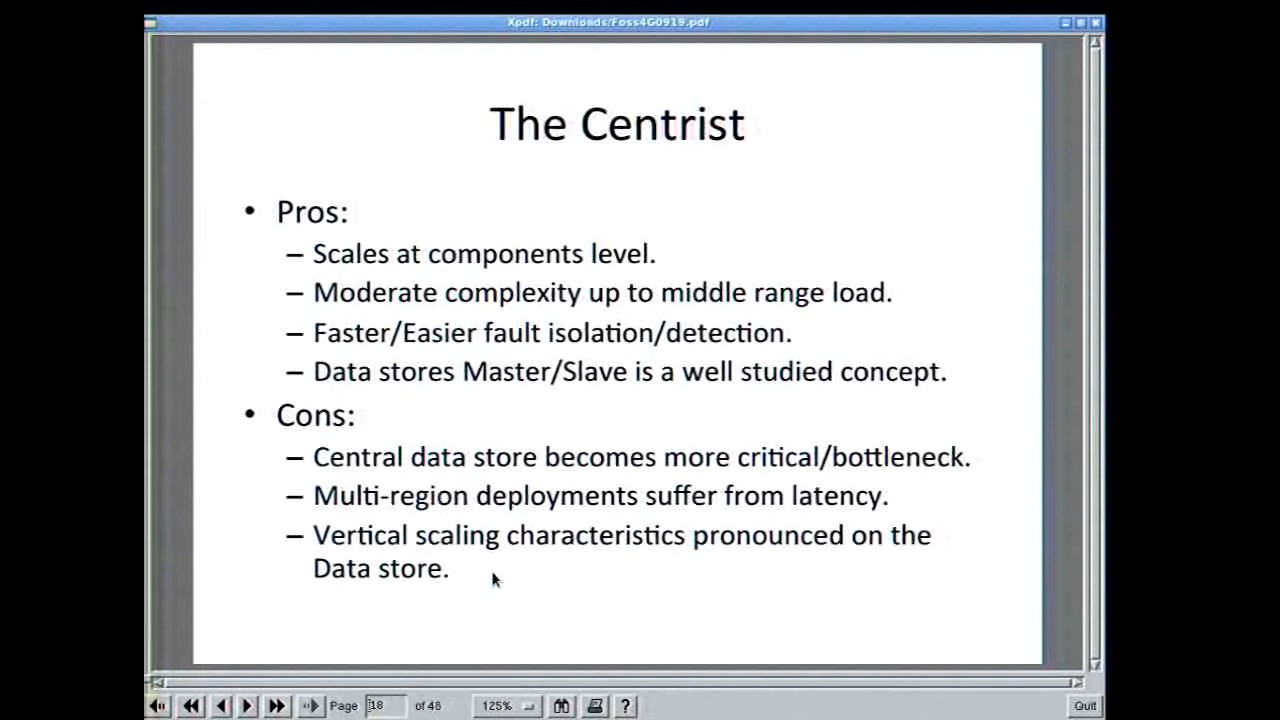 Xpdf: Downloads/Foss4G0919.pdf
The Centrist
• Pros:
– Scales at components level.
– Moderate complexity up to middle range load.
– Faster/Easier fault isolation/detection.
– Data stores Master/Slave is a well studied concept.
• Cons:
– Central data store becomes more critical/bottleneck.
– Multi-region deployments suffer from latency.
– Vertical scaling characteristics pronounced on the
Data store.
Page 18 of 48 125% ? Quit